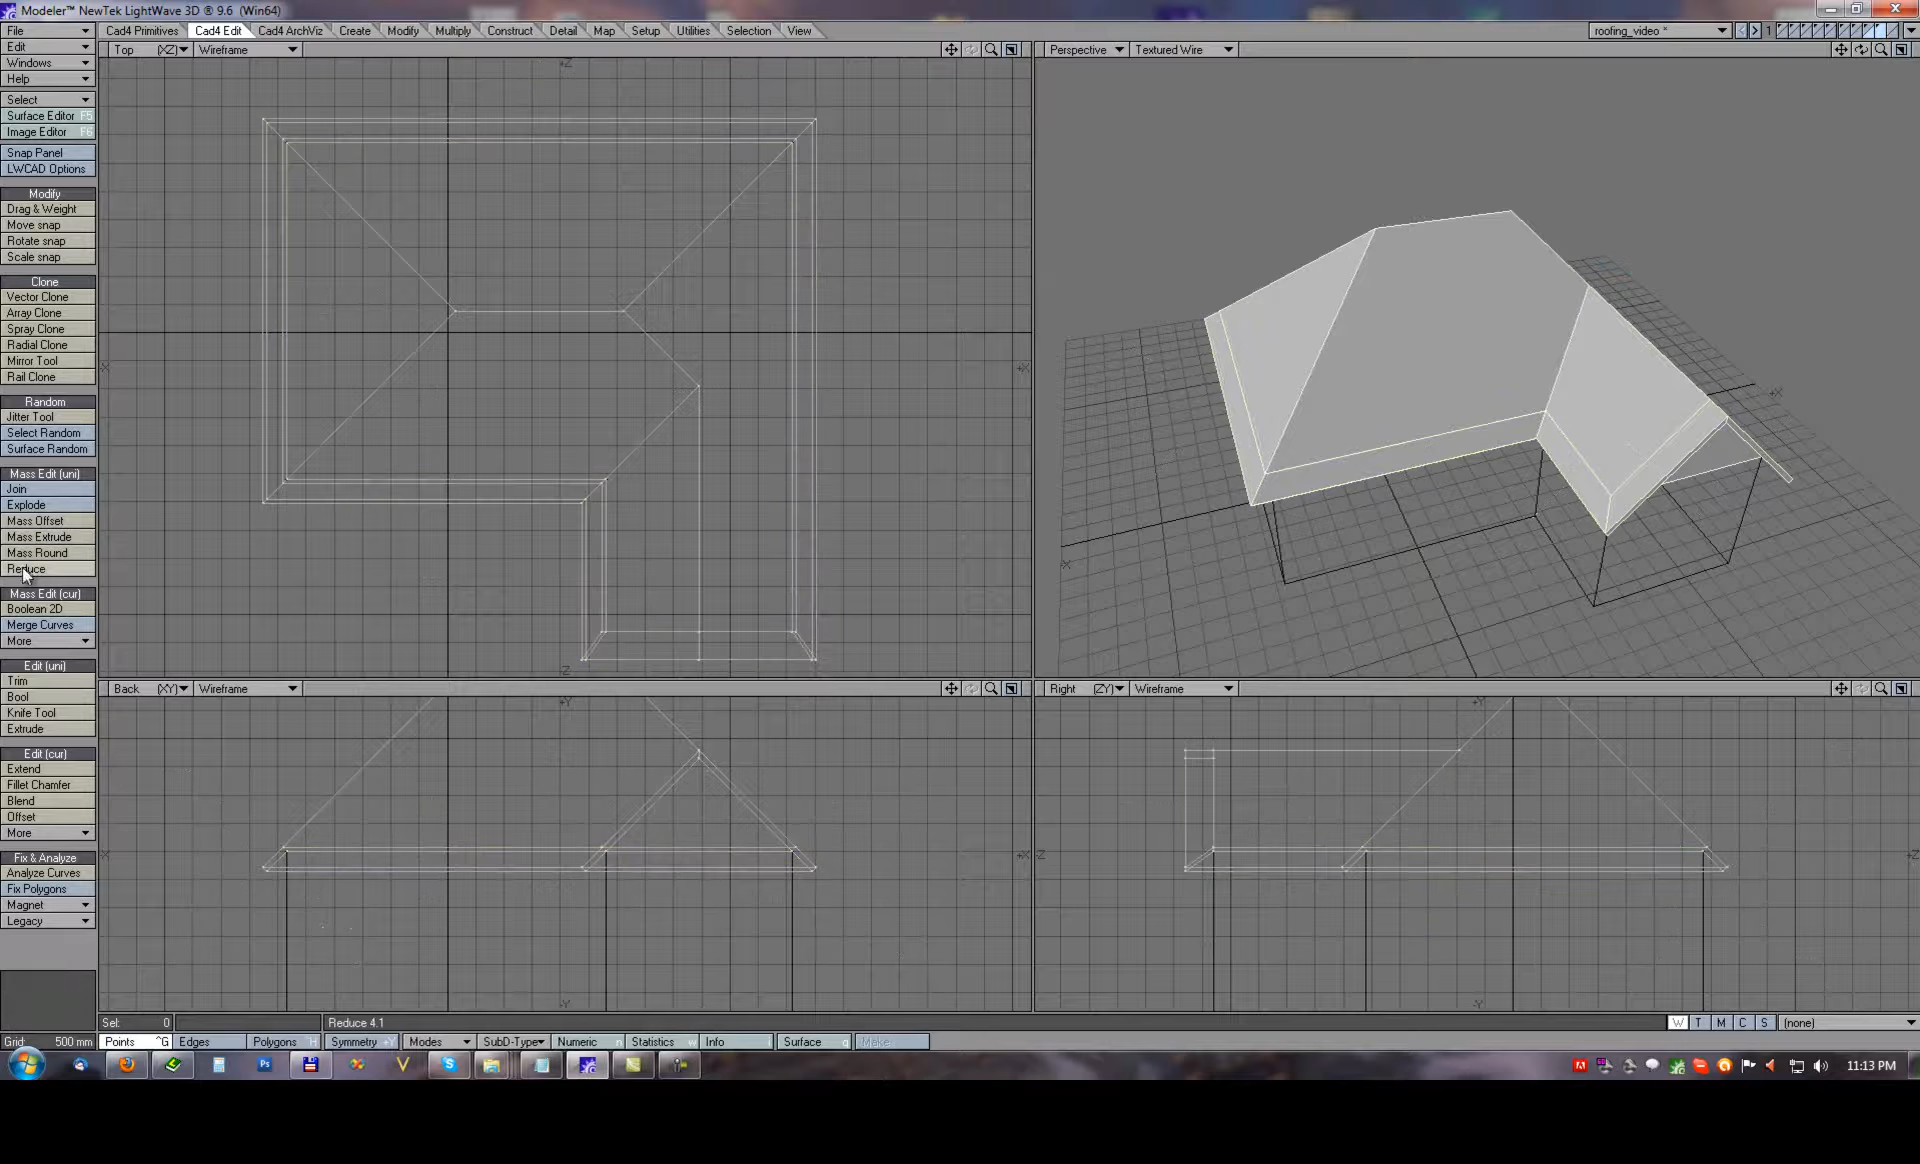 Modeler™ NewTek LightWave 3D ® 9.6 (Win64)
File
Cad4 Primitives Cad4 Edit Cad4 ArchViz Create Modify Multiply Construct Detail Map Setup Utilities Selection View
roofing_video * 1
Edit
Top (XZ) Wireframe
Perspective Textured Wire
Windows
Help
Select
Surface Editor F5
Image Editor F6
Snap Panel
LWCAD Options
Modify
Drag & Weight
Move snap
Rotate snap
Scale snap
Clone
Vector Clone
Array Clone
Spray Clone
Radial Clone
Mirror Tool
Rail Clone
Random
Jitter Tool
Select Random
Surface Random
Mass Edit (uni)
Join
Explode
Mass Offset
Mass Extrude
Mass Round
Reduce
Mass Edit (cur)
Boolean 2D
Merge Curves
More
Edit (uni)
Trim
Bool
Knife Tool
Extrude
Edit (cur)
Extend
Fillet Chamfer
Blend
Offset
More
Fix & Analyze
Analyze Curves
Fix Polygons
Magnet
Legacy
+Z
-X
+X
-Z
+X
-X
Back (XY) Wireframe
Right (ZY) Wireframe
+Y
-X
+X
-Y
+Y
-Z
+Z
-Y
Sel: 0
Reduce 4.1
W T M C S (none)
Grid: 500 mm
Points ^G Edges Polygons ^H Symmetry +Y Modes SubD-Type Numeric n Statistics w Info i Surface q Make
11:13 PM